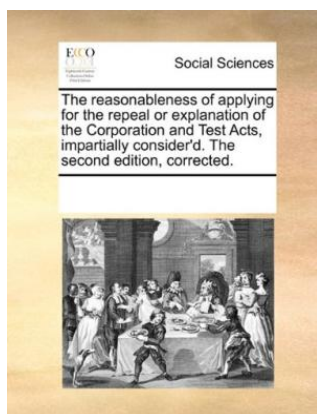 ECCO
Social Sciences
The reasonableness of applying
for the repeal or explanation of
the Corporation and Test Acts,
impartially consider'd. The
second edition, corrected.